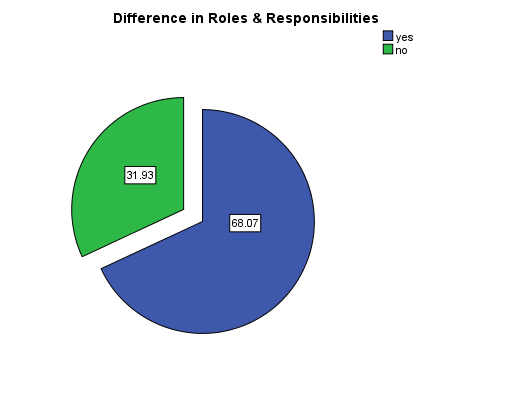 Difference in Roles & Responsibilities
yes
no
31.93
68.07